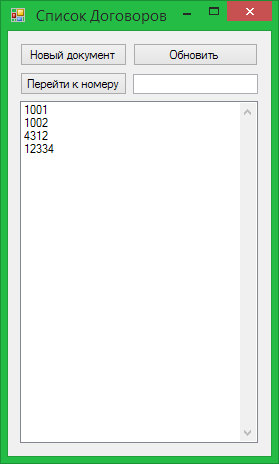 Список Договоров
Новый документ Обновить
Перейти к номеру
1001
1002
4312
12334